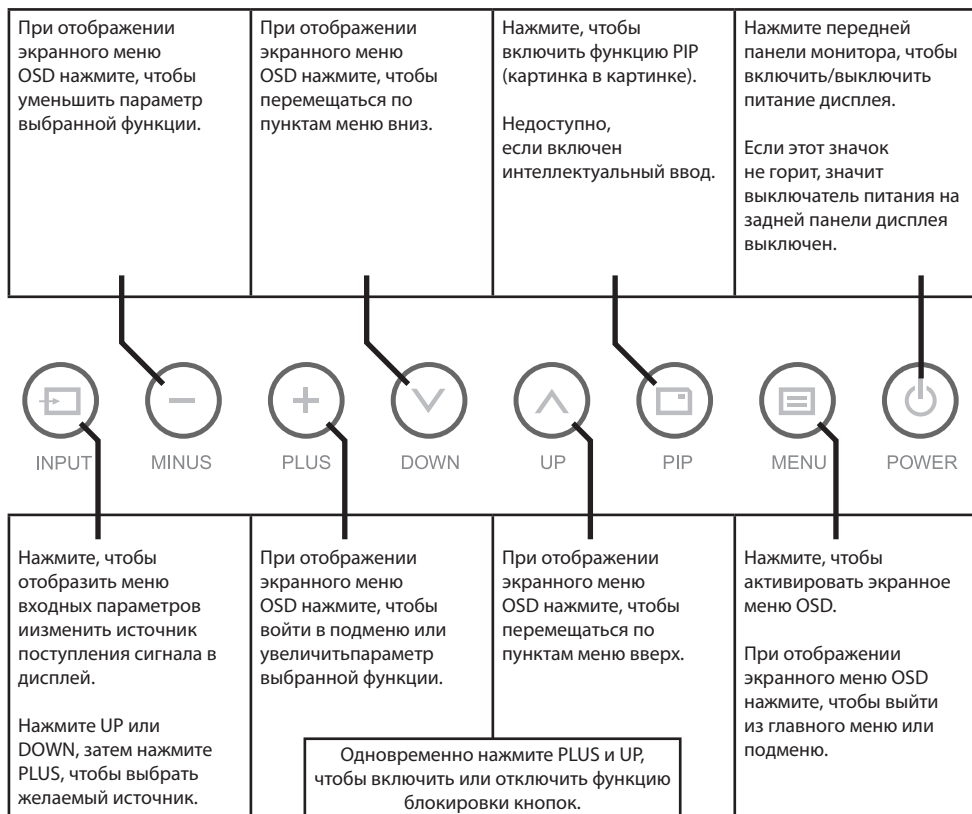 При отображении
экранного меню
OSD нажмите, чтобы
уменьшить параметр
выбранной функции.
При отображении
экранного меню
OSD нажмите, чтобы
перемещаться по
пунктам меню вниз.
Нажмите, чтобы
включить функцию PIP
(картинка в картинке).
Недоступно,
если включен
интеллектуальный ввод.
Нажмите передней
панели монитора, чтобы
включить/выключить
питание дисплея.
Если этот значок
не горит, значит
выключатель питания на
задней панели дисплея
выключен.
INPUT
MINUS
PLUS
DOWN
UP
PIP
MENU
POWER
Нажмите, чтобы
отобразить меню
входных параметров
иизменить источник
поступления сигнала в
дисплей.
Нажмите UP или
DOWN, затем нажмите
PLUS, чтобы выбрать
желаемый источник.
При отображении
экранного меню
OSD нажмите, чтобы
войти в подменю или
увеличитьпараметр
выбранной функции.
При отображении
экранного меню
OSD нажмите, чтобы
перемещаться по
пунктам меню вверх.
Одновременно нажмите PLUS и UP,
чтобы включить или отключить функцию
блокировки кнопок.
Нажмите, чтобы
активировать экранное
меню OSD.
При отображении
экранного меню OSD
нажмите, чтобы выйти
из главного меню или
подменю.